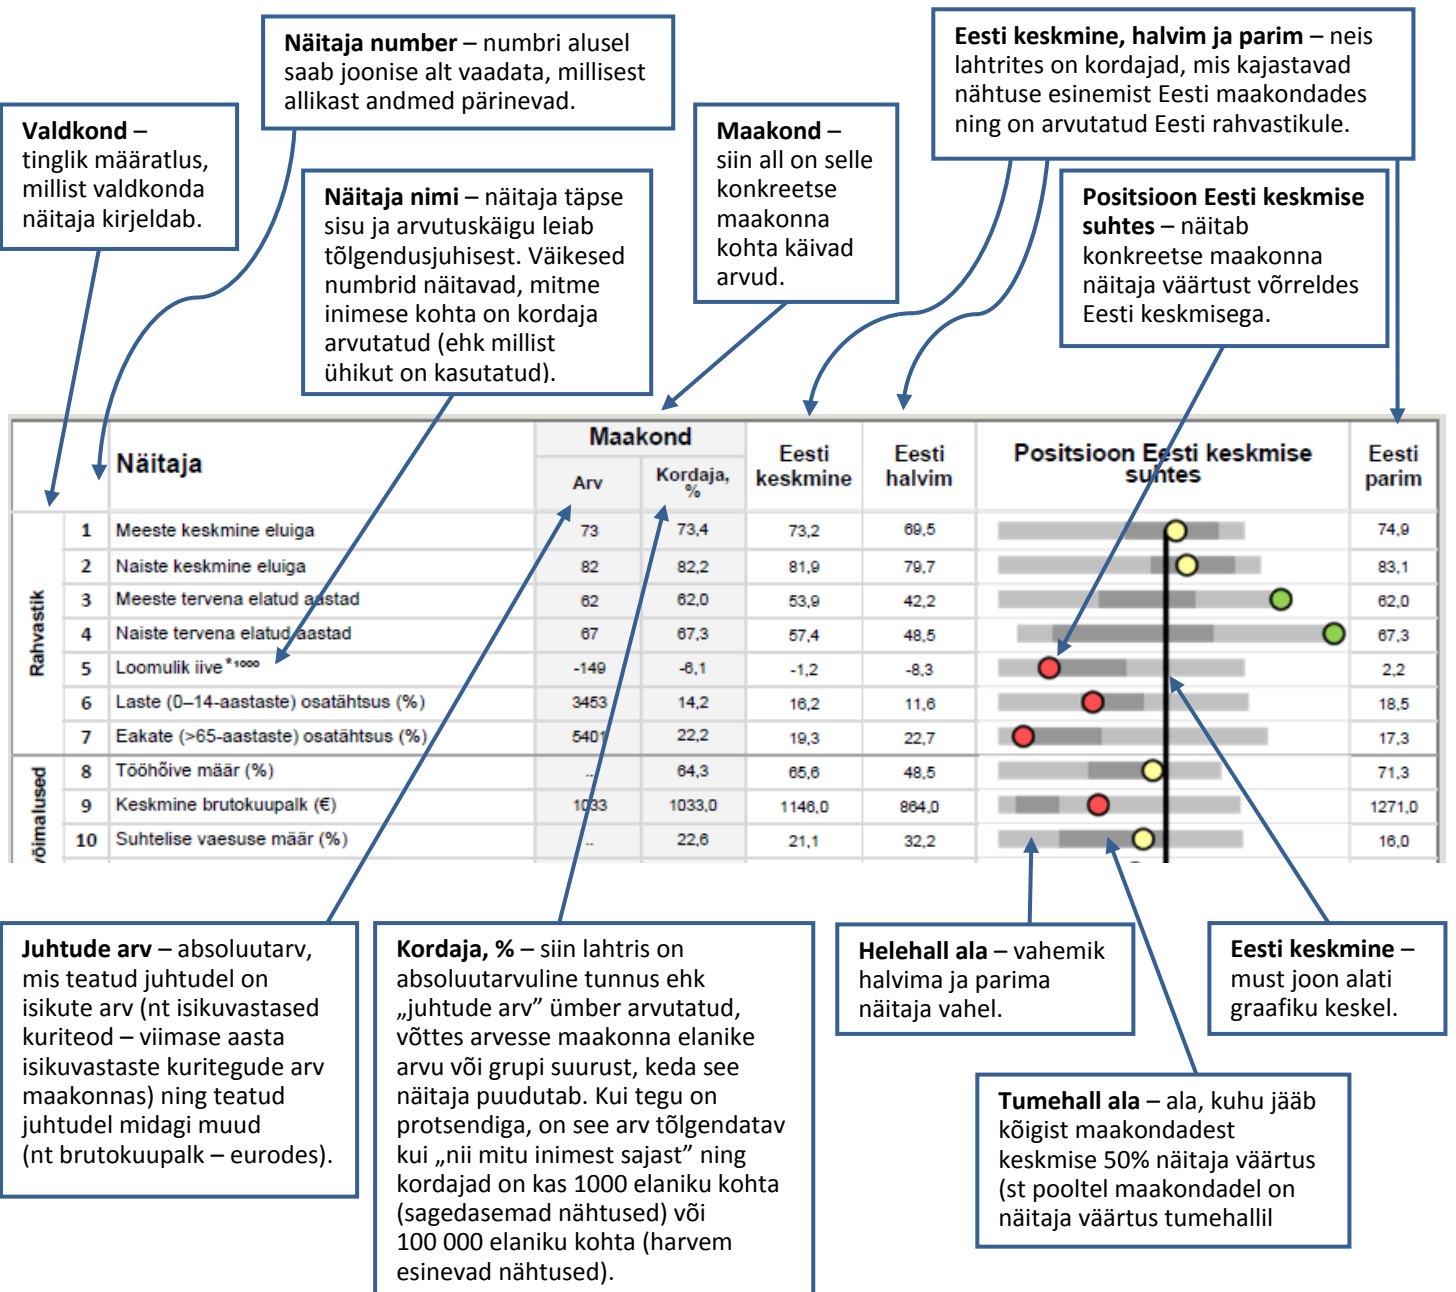 Näitaja number – numbri alusel
saab joonise alt vaadata, millisest
allikast andmed pärinevad.
Eesti keskmine, halvim ja parim – neis
lahtrites on kordajad, mis kajastavad
nähtuse esinemist Eesti maakondades
ning on arvutatud Eesti rahvastikule.
Valdkond –
tinglik määratlus,
millist valdkonda
näitaja kirjeldab.
Näitaja nimi – näitaja täpse
sisu ja arvutuskäigu leiab
tõlgendusjuhisest. Väikesed
numbrid näitavad, mitme
inimese kohta on kordaja
arvutatud (ehk millist
ühikut on kasutatud).
Maakond –
siin all on selle
konkreetse
maakonna
kohta käivad
arvud.
Positsioon Eesti keskmise
suhtes – näitab
konkreetse maakonna
näitaja väärtust võrreldes
Eesti keskmisega.
Näitaja
Maakond
Arv
Kordaja,
%
Eesti
keskmine
Eesti
halvim
Positsioon Eesti keskmise
suhtes
Eesti
parim
Rahvastik
1 Meeste keskmine eluiga 73 73,4 73,2 69,5 74,9
2 Naiste keskmine eluiga 82 82,2 81,9 79,7 83,1
3 Meeste tervena elatud aastad 62 62,0 53,9 42,2 62,0
4 Naiste tervena elatud aastad 67 67,3 57,4 48,5 67,3
5 Loomulik iive *¹⁰⁰⁰ -149 -6,1 -1,2 -8,3 2,2
6 Laste (0–14-aastaste) osatähtsus (%) 3453 14,2 16,2 11,6 18,5
7 Eakate (>65-aastaste) osatähtsus (%) 5401 22,2 19,3 22,7 17,3
võimalused
8 Tööhõive määr (%) .. 64,3 65,6 48,5 71,3
9 Keskmine brutokuupalk (€) 1033 1033,0 1146,0 864,0 1271,0
10 Suhtelise vaesuse määr (%) .. 22,6 21,1 32,2 16,0
Juhtude arv – absoluutarv,
mis teatud juhtudel on
isikute arv (nt isikuvastased
kuriteod – viimase aasta
isikuvastaste kuritegude arv
maakonnas) ning teatud
juhtudel midagi muud
(nt brutokuupalk – eurodes).
Kordaja, % – siin lahtris on
absoluutarvuline tunnus ehk
„juhtude arv” ümber arvutatud,
võttes arvesse maakonna elanike
arvu või grupi suurust, keda see
näitaja puudutab. Kui tegu on
protsendiga, on see arv tõlgendatav
kui „nii mitu inimest sajast” ning
kordajad on kas 1000 elaniku kohta
(sagedasemad nähtused) või
100 000 elaniku kohta (harvem
esinevad nähtused).
Helehall ala – vahemik
halvima ja parima
näitaja vahel.
Eesti keskmine –
must joon alati
graafiku keskel.
Tumehall ala – ala, kuhu jääb
kõigist maakondadest
keskmise 50% näitaja väärtus
(st pooltel maakondadel on
näitaja väärtus tumehallil